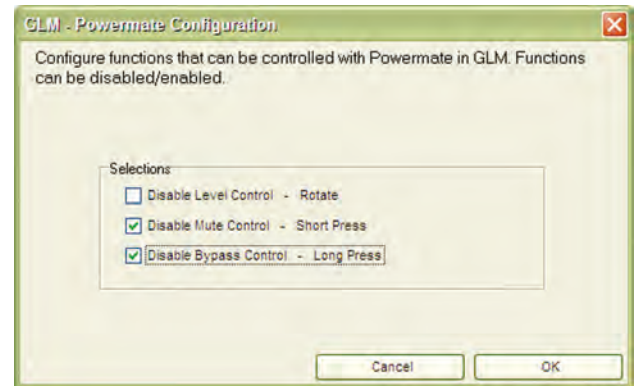 GLM - Powermate Configuration
Configure functions that can be controlled with Powermate in GLM. Functions
can be disabled/enabled.
Selections
Disable Level Control - Rotate
Disable Mute Control - Short Press
Disable Bypass Control - Long Press
Cancel OK